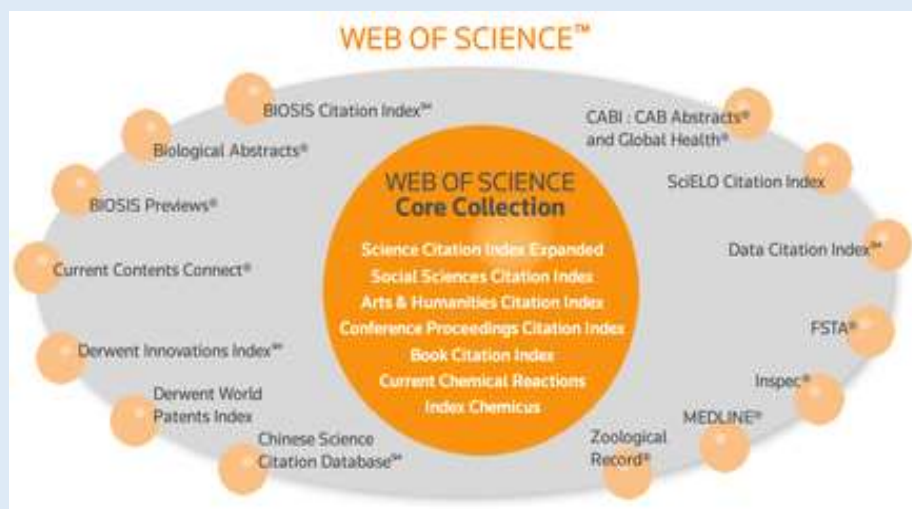 WEB OF SCIENCE™
BIOSIS Citation Index℠
Biological Abstracts®
BIOSIS Previews®
Current Contents Connect®
Derwent Innovations Index℠
Derwent World
Patents Index
Chinese Science
Citation Database℠
WEB OF SCIENCE
Core Collection
Science Citation Index Expanded
Social Sciences Citation Index
Arts & Humanities Citation Index
Conference Proceedings Citation Index
Book Citation Index
Current Chemical Reactions
Index Chemicus
CABI : CAB Abstracts®
and Global Health®
SciELO Citation Index
Data Citation Index℠
FSTA®
Inspec®
MEDLINE®
Zoological
Record®